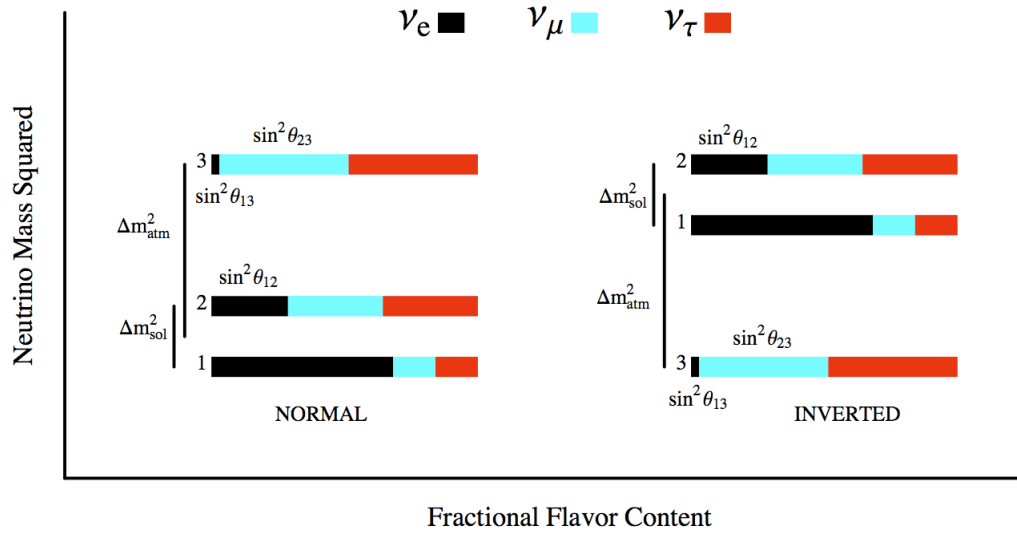 νe νμ ντ
Neutrino Mass Squared
sin²θ23
3
sin²θ13
Δm²atm
sin²θ12
2
Δm²sol
1
NORMAL
sin²θ12
2
Δm²sol
1
Δm²atm
sin²θ23
3
sin²θ13
INVERTED
Fractional Flavor Content